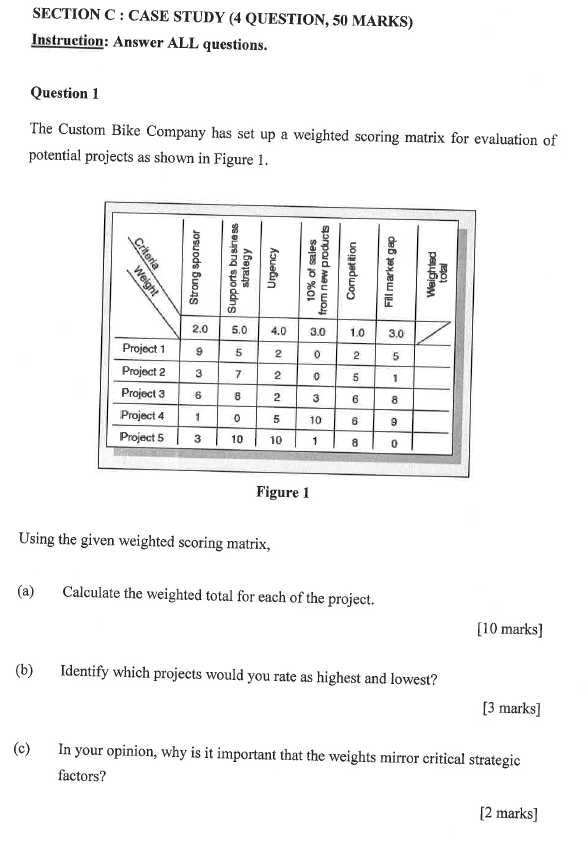 SECTION C : CASE STUDY (4 QUESTION, 50 MARKS)
Instruction: Answer ALL questions.
Question 1
The Custom Bike Company has set up a weighted scoring matrix for evaluation of
potential projects as shown in Figure 1.
Criteria
Weight
Strong sponsor
Supports business
strategy
Urgency
10% of sales
from new products
Competition
Fill market gap
Weighted
total
2.0 5.0 4.0 3.0 1.0 3.0
Project 1 9 5 2 0 2 5
Project 2 3 7 2 0 5 1
Project 3 6 8 2 3 6 8
Project 4 1 0 5 10 6 9
Project 5 3 10 10 1 8 0
Figure 1
Using the given weighted scoring matrix,
(a) Calculate the weighted total for each of the project.
[10 marks]
(b) Identify which projects would you rate as highest and lowest?
[3 marks]
(c) In your opinion, why is it important that the weights mirror critical strategic
factors?
[2 marks]